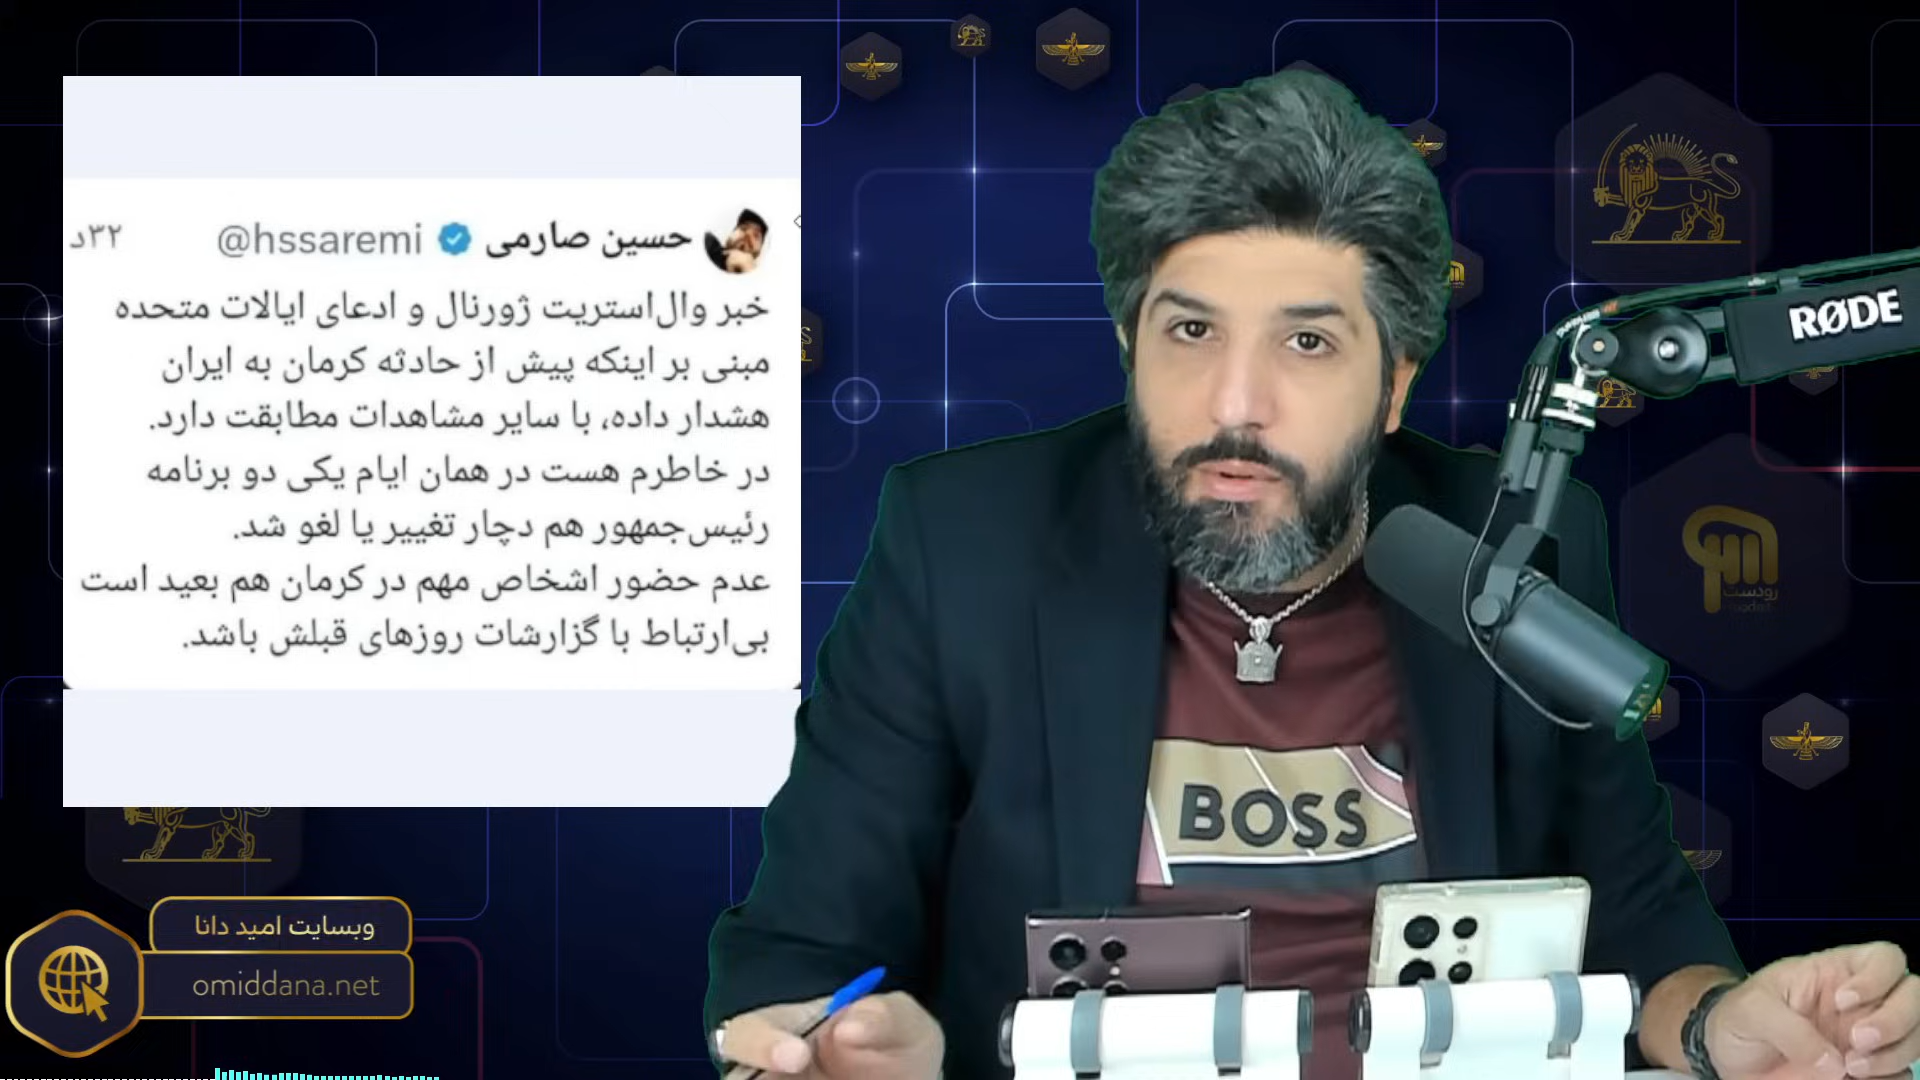 حسین صارمی @hssaremi ۳۲د
خبر وال‌استریت ژورنال و ادعای ایالات متحده
مبنی بر اینکه پیش از حادثه کرمان به ایران
هشدار داده، با سایر مشاهدات مطابقت دارد.
در خاطرم هست در همان ایام یکی دو برنامه
رئیس‌جمهور هم دچار تغییر یا لغو شد.
عدم حضور اشخاص مهم در کرمان هم بعید است
بی‌ارتباط با گزارشات روزهای قبلش باشد.
RØDE
رودست
BOSS
وبسایت امید دانا
omiddana.net